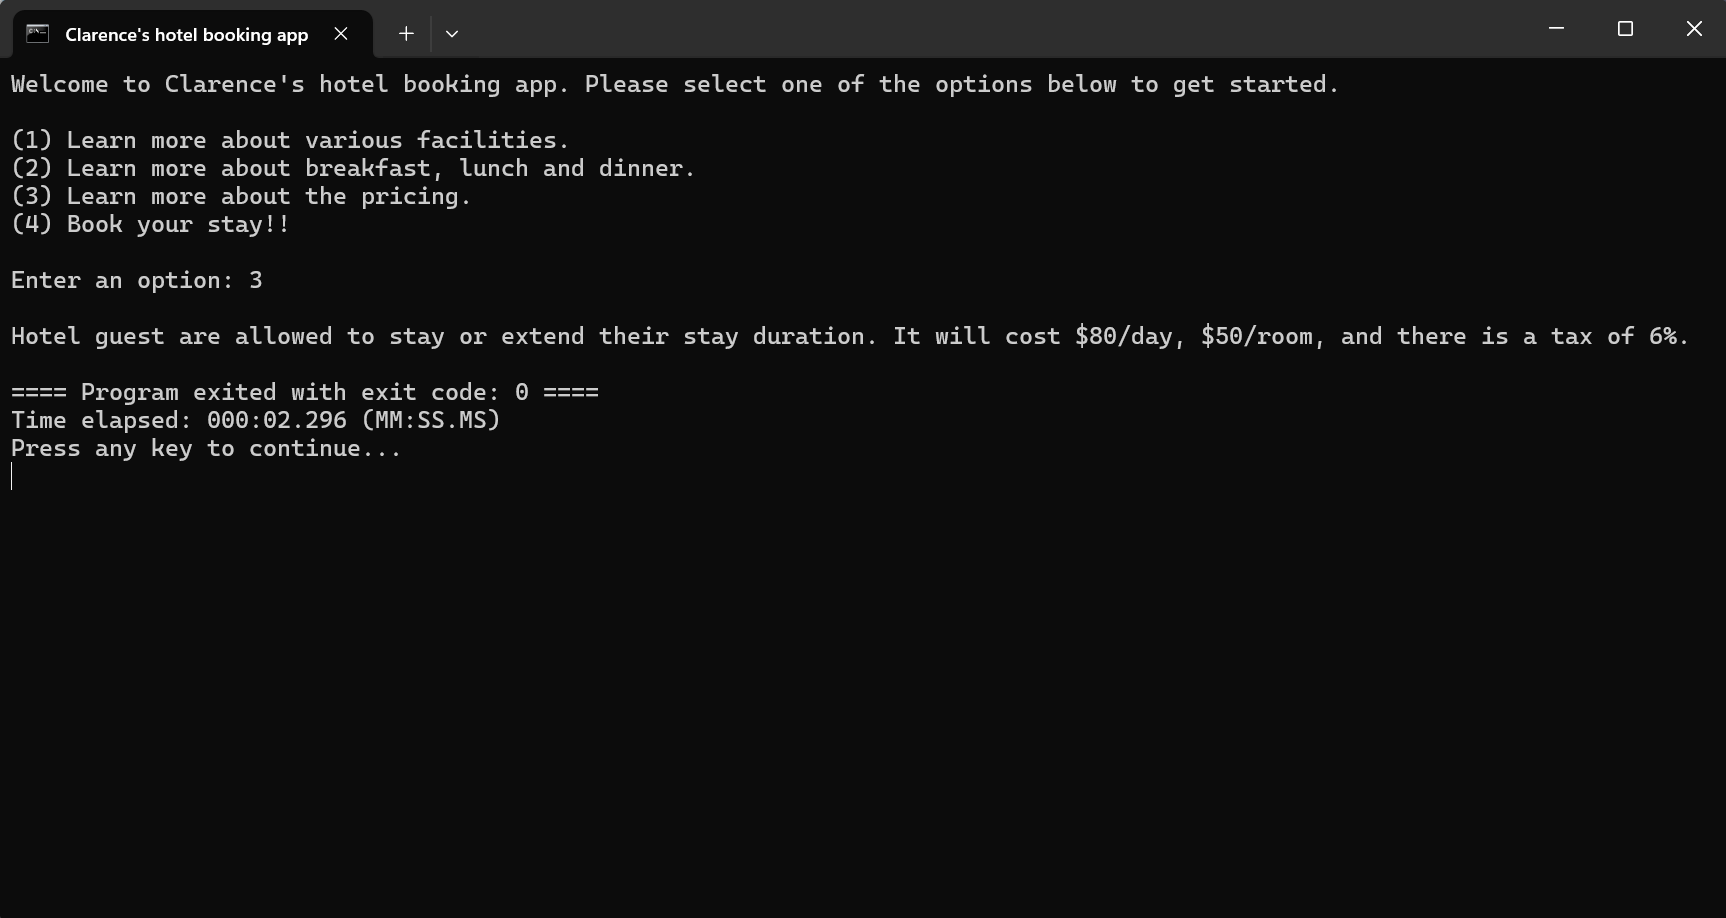 Clarence's hotel booking app
Welcome to Clarence's hotel booking app. Please select one of the options below to get started.
(1) Learn more about various facilities.
(2) Learn more about breakfast, lunch and dinner.
(3) Learn more about the pricing.
(4) Book your stay!!
Enter an option: 3
Hotel guest are allowed to stay or extend their stay duration. It will cost $80/day, $50/room, and there is a tax of 6%.
==== Program exited with exit code: 0 ====
Time elapsed: 000:02.296 (MM:SS.MS)
Press any key to continue...